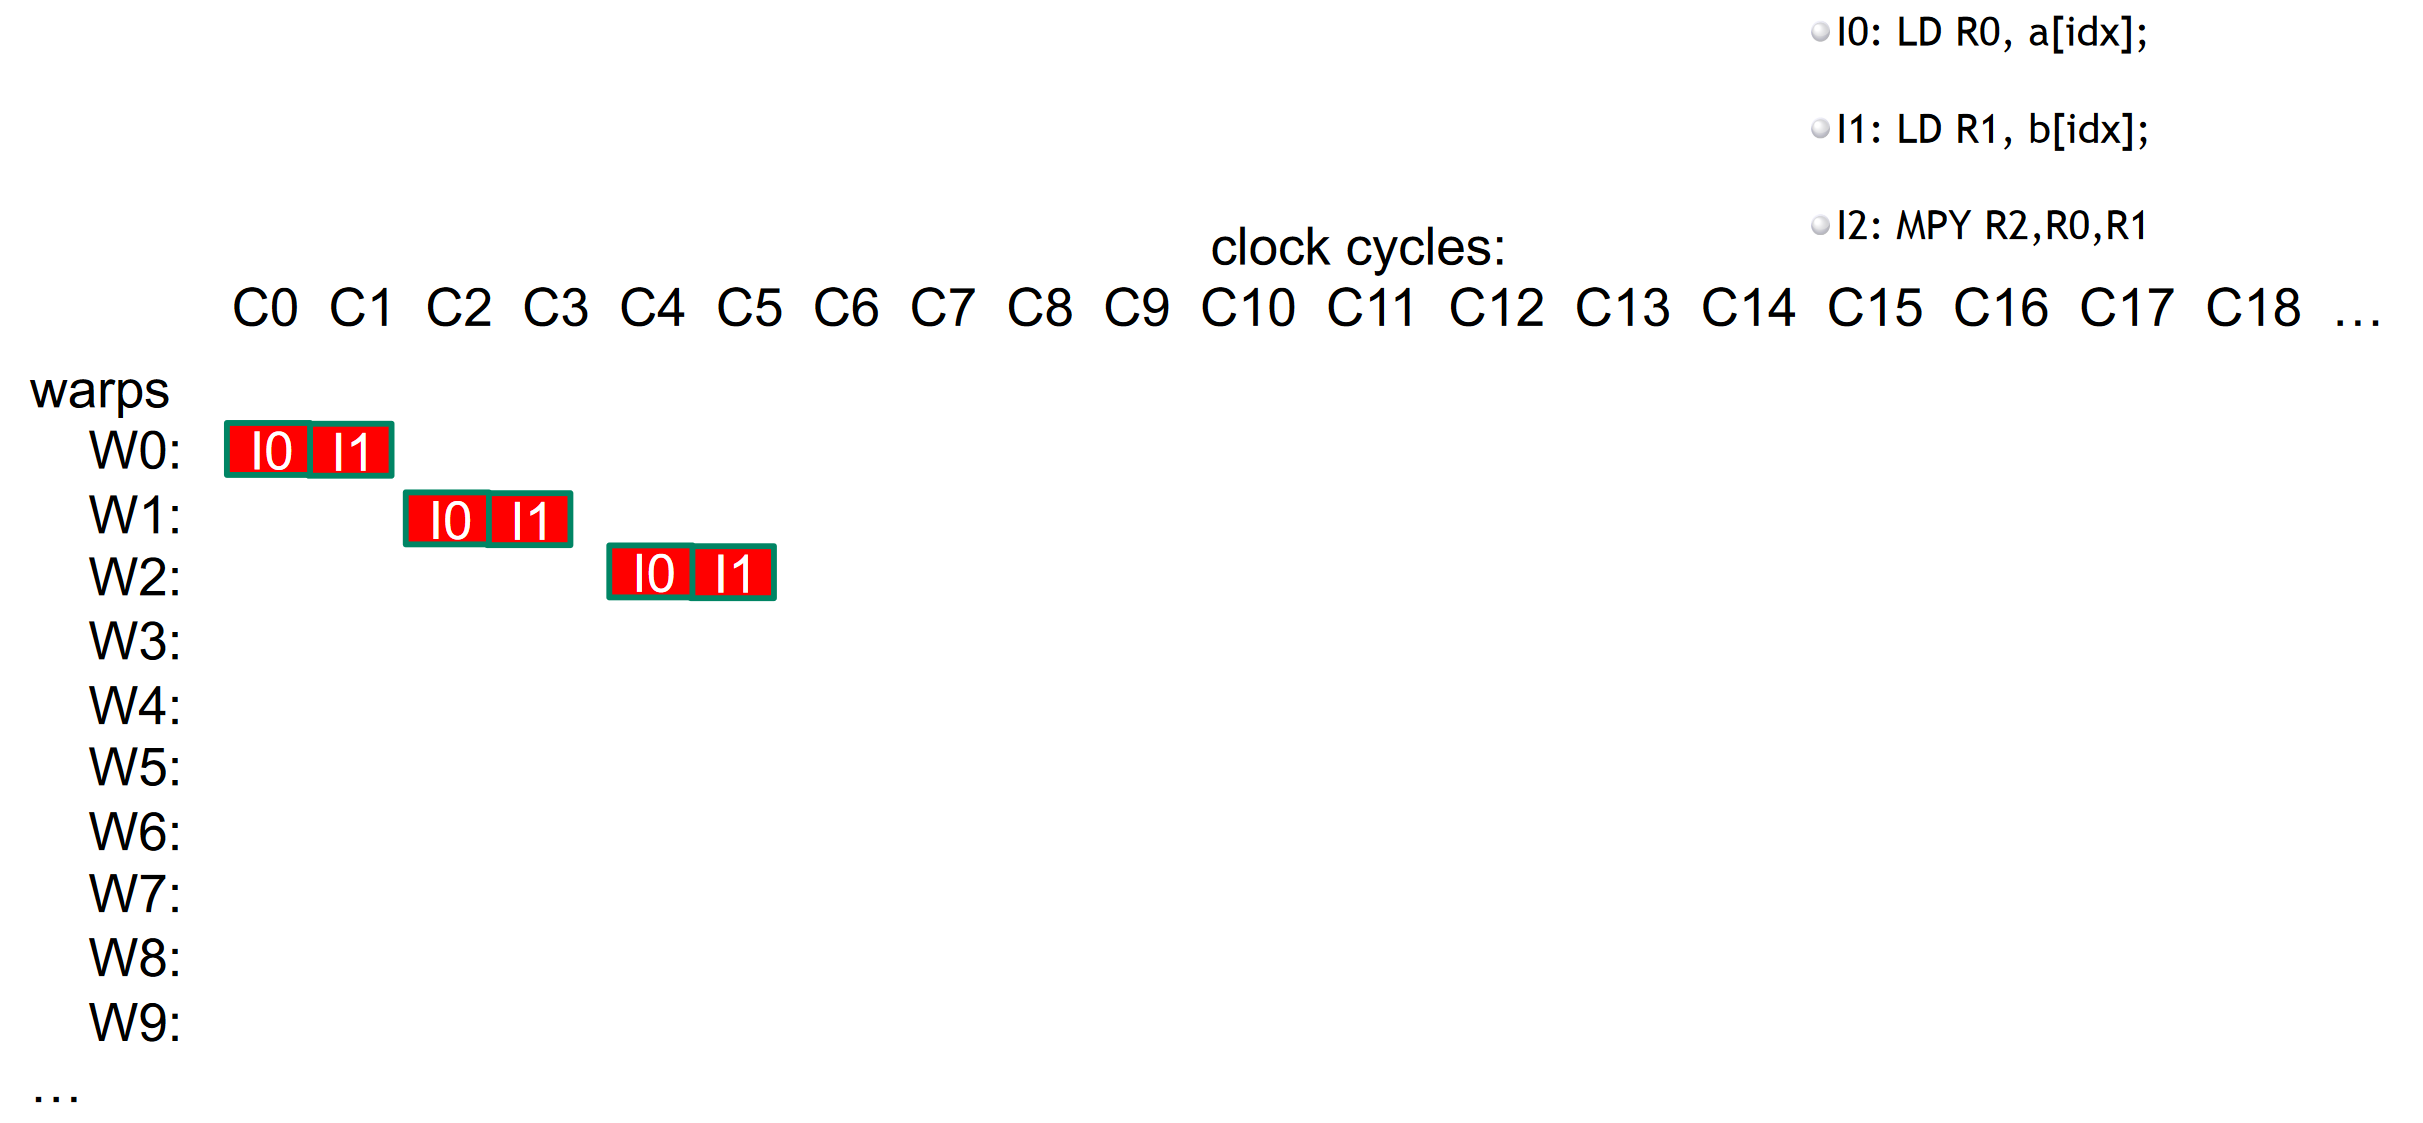 I0: LD R0, a[idx];
I1: LD R1, b[idx];
I2: MPY R2,R0,R1
clock cycles:
C0 C1 C2 C3 C4 C5 C6 C7 C8 C9 C10 C11 C12 C13 C14 C15 C16 C17 C18 …
warps
W0: I0 I1
W1: I0 I1
W2: I0 I1
W3:
W4:
W5:
W6:
W7:
W8:
W9:
…